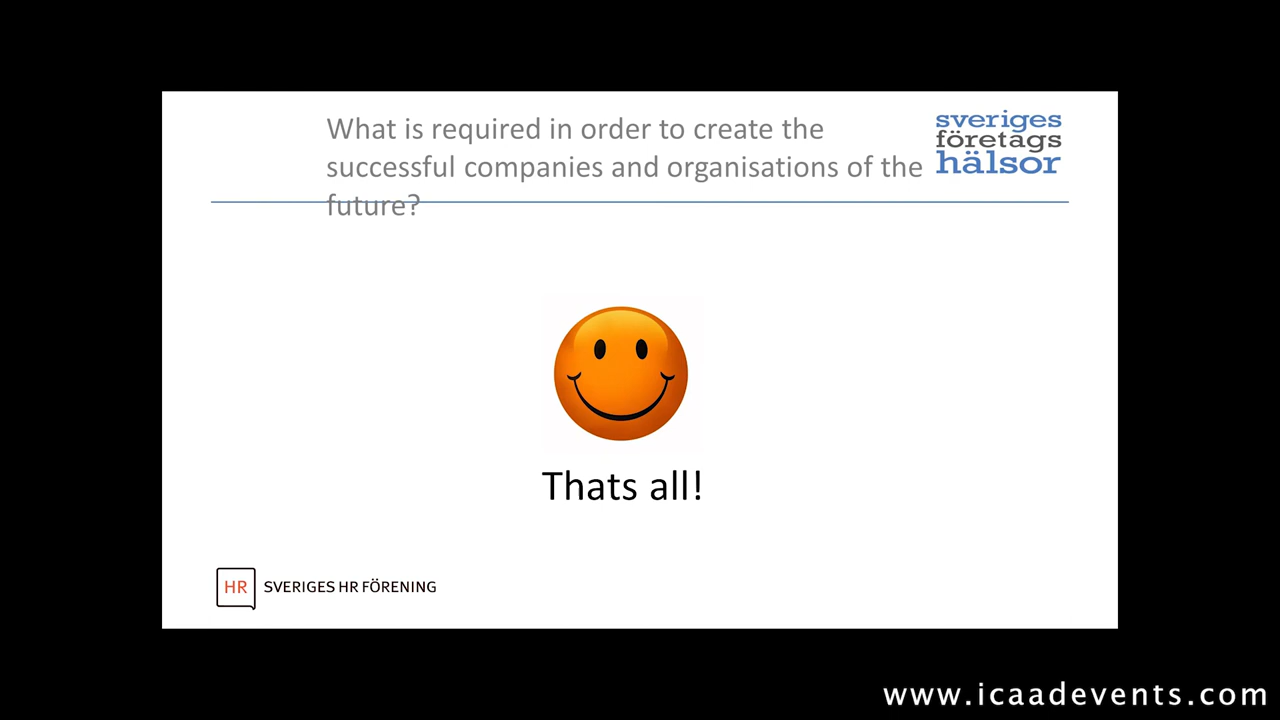 What is required in order to create the
successful companies and organisations of the
future?
sveriges
företags
hälsor
Thats all!
HR SVERIGES HR FÖRENING
www.icaadevents.com